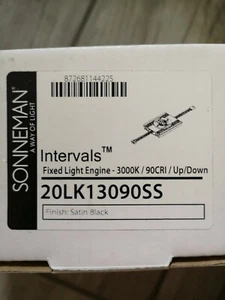 SONNEMAN
A WAY OF LIGHT
872681144225
Intervals™
Fixed Light Engine - 3000K / 90CRI / Up/Down
20LK13090SS
Finish: Satin Black